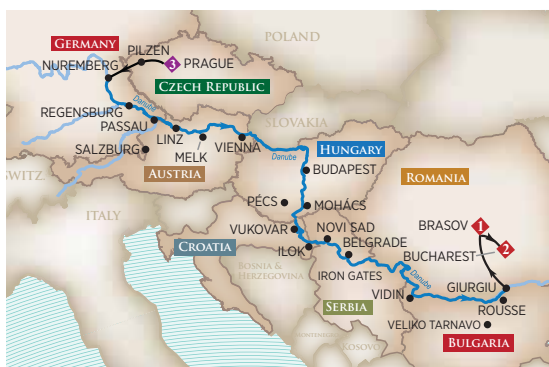 POLAND
GERMANY
PILZEN
NUREMBERG
3
PRAGUE
CZECH REPUBLIC
REGENSBURG
Danube
PASSAU
SLOVAKIA
LINZ
SALZBURG
MELK
VIENNA
Danube
HUNGARY
BUDAPEST
SWITZ
AUSTRIA
ROMANIA
PÉCS
MOHÁCS
ITALY
BRASOV
1
VUKOVAR
NOVI SAD
CROATIA
ILOK
BELGRADE
BUCHAREST
2
BOSNIA &
HERZEGOVINA
IRON GATES
Danube
GIURGIU
VIDIN
ROUSSE
SERBIA
VELIKO TARNAVO
MONTENEGRO
KOSOVO
BULGARIA